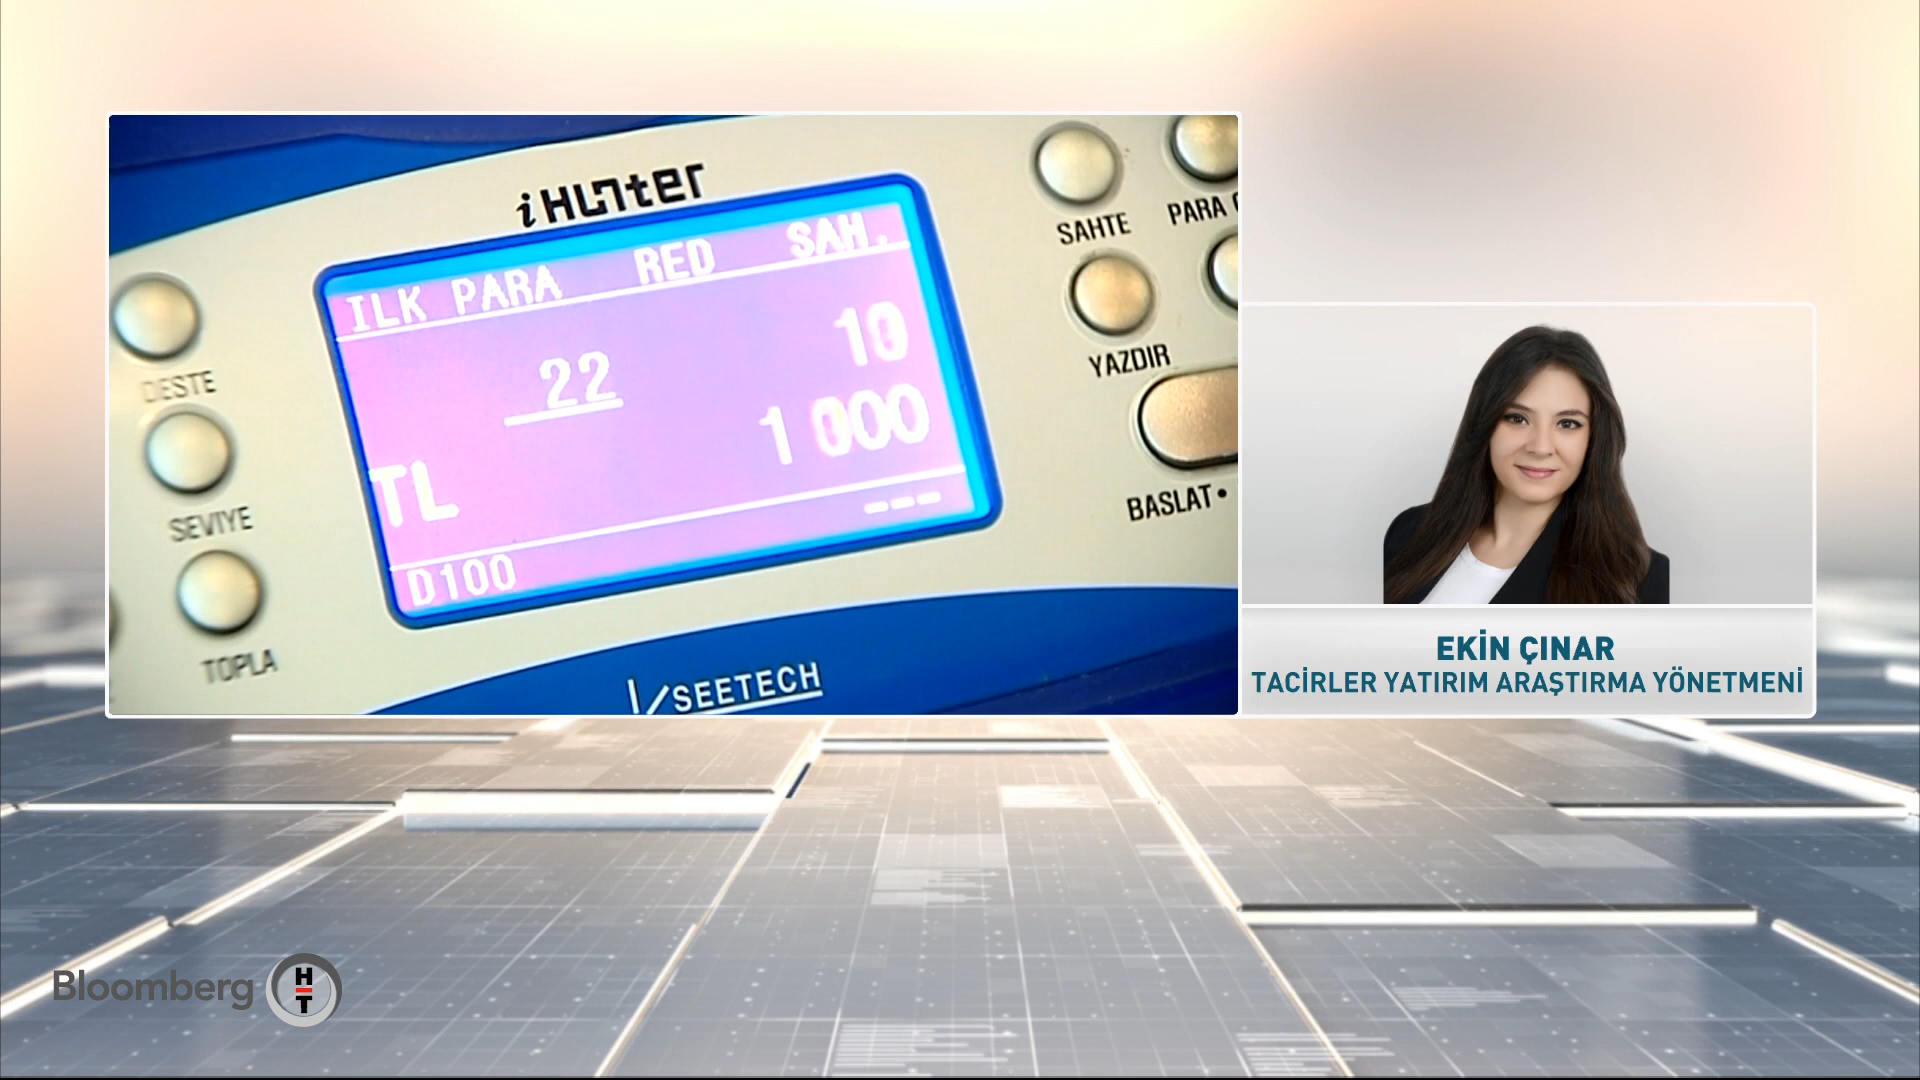 iHUnter
ILK PARA RED SAH.
22 10
1 000
TL
D100
DESTE
SEVIYE
TOPLA
SAHTE
YAZDIR
PARA
BASLAT•
SEETECH
EKİN ÇINAR
TACİRLER YATIRIM ARAŞTIRMA YÖNETMENİ
Bloomberg HT